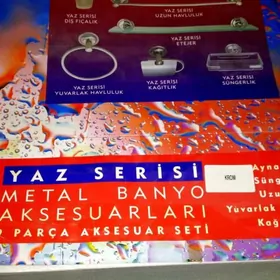 YAZ SERİSİ
DİŞ FIÇALIK
YAZ SERİSİ
UZUN HAVLULUK
YAZ SERİSİ
ETEJER
YAZ SERİSİ
YUVARLAK HAVLULUK
YAZ SERİSİ
KAĞITLIK
YAZ SERİSİ
SÜNGERLİK
YAZ SERİSİ
METAL BANYO
AKSESUARLARI
PARÇA AKSESUAR SETİ
KROM
Ayna
Süng
Uzu
Yuvarlak
Kağ